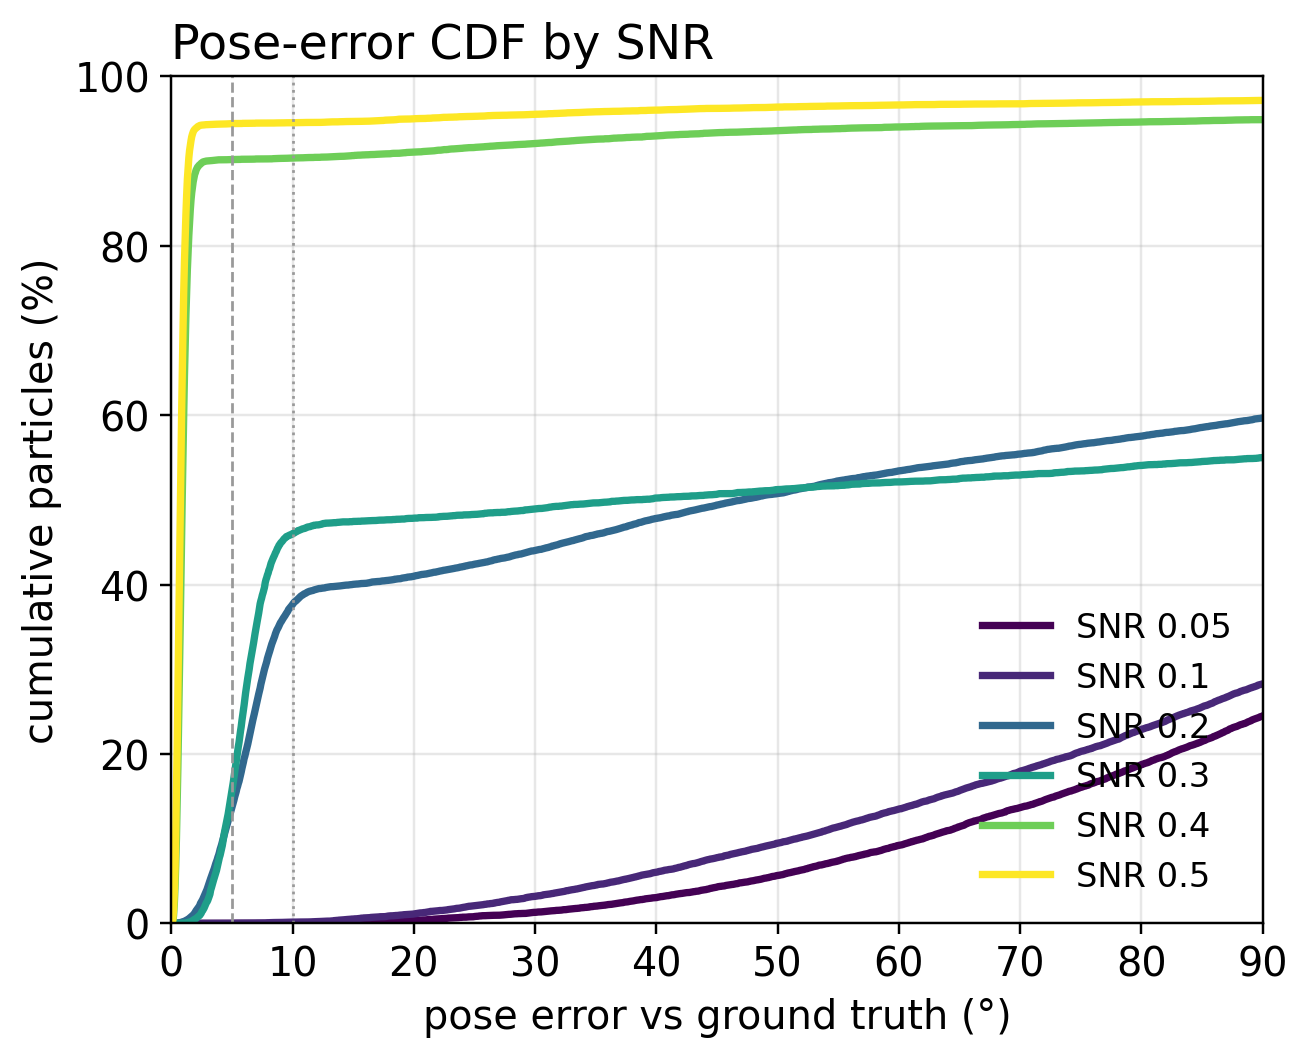 Pose-error CDF by SNR
100
80
60
40
20
0
cumulative particles (%)
SNR 0.05
SNR 0.1
SNR 0.2
SNR 0.3
SNR 0.4
SNR 0.5
0 10 20 30 40 50 60 70 80 90
pose error vs ground truth (°)